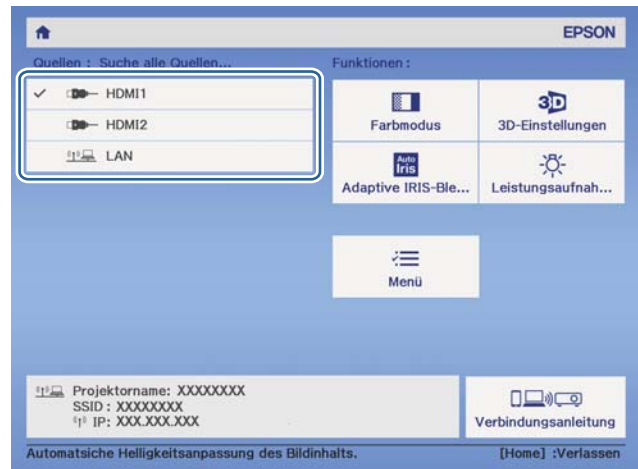 EPSON
Quellen : Suche alle Quellen...
HDMI1
HDMI2
LAN
Funktionen :
Farbmodus
3D
3D-Einstellungen
Auto
Iris
Adaptive IRIS-Ble...
Leistungsaufnah...
Menü
Projektorname: XXXXXXXX
SSID : XXXXXXXX
IP: XXX.XXX.XXX
Verbindungsanleitung
Automatsiche Helligkeitsanpassung des Bildinhalts.
[Home] :Verlassen